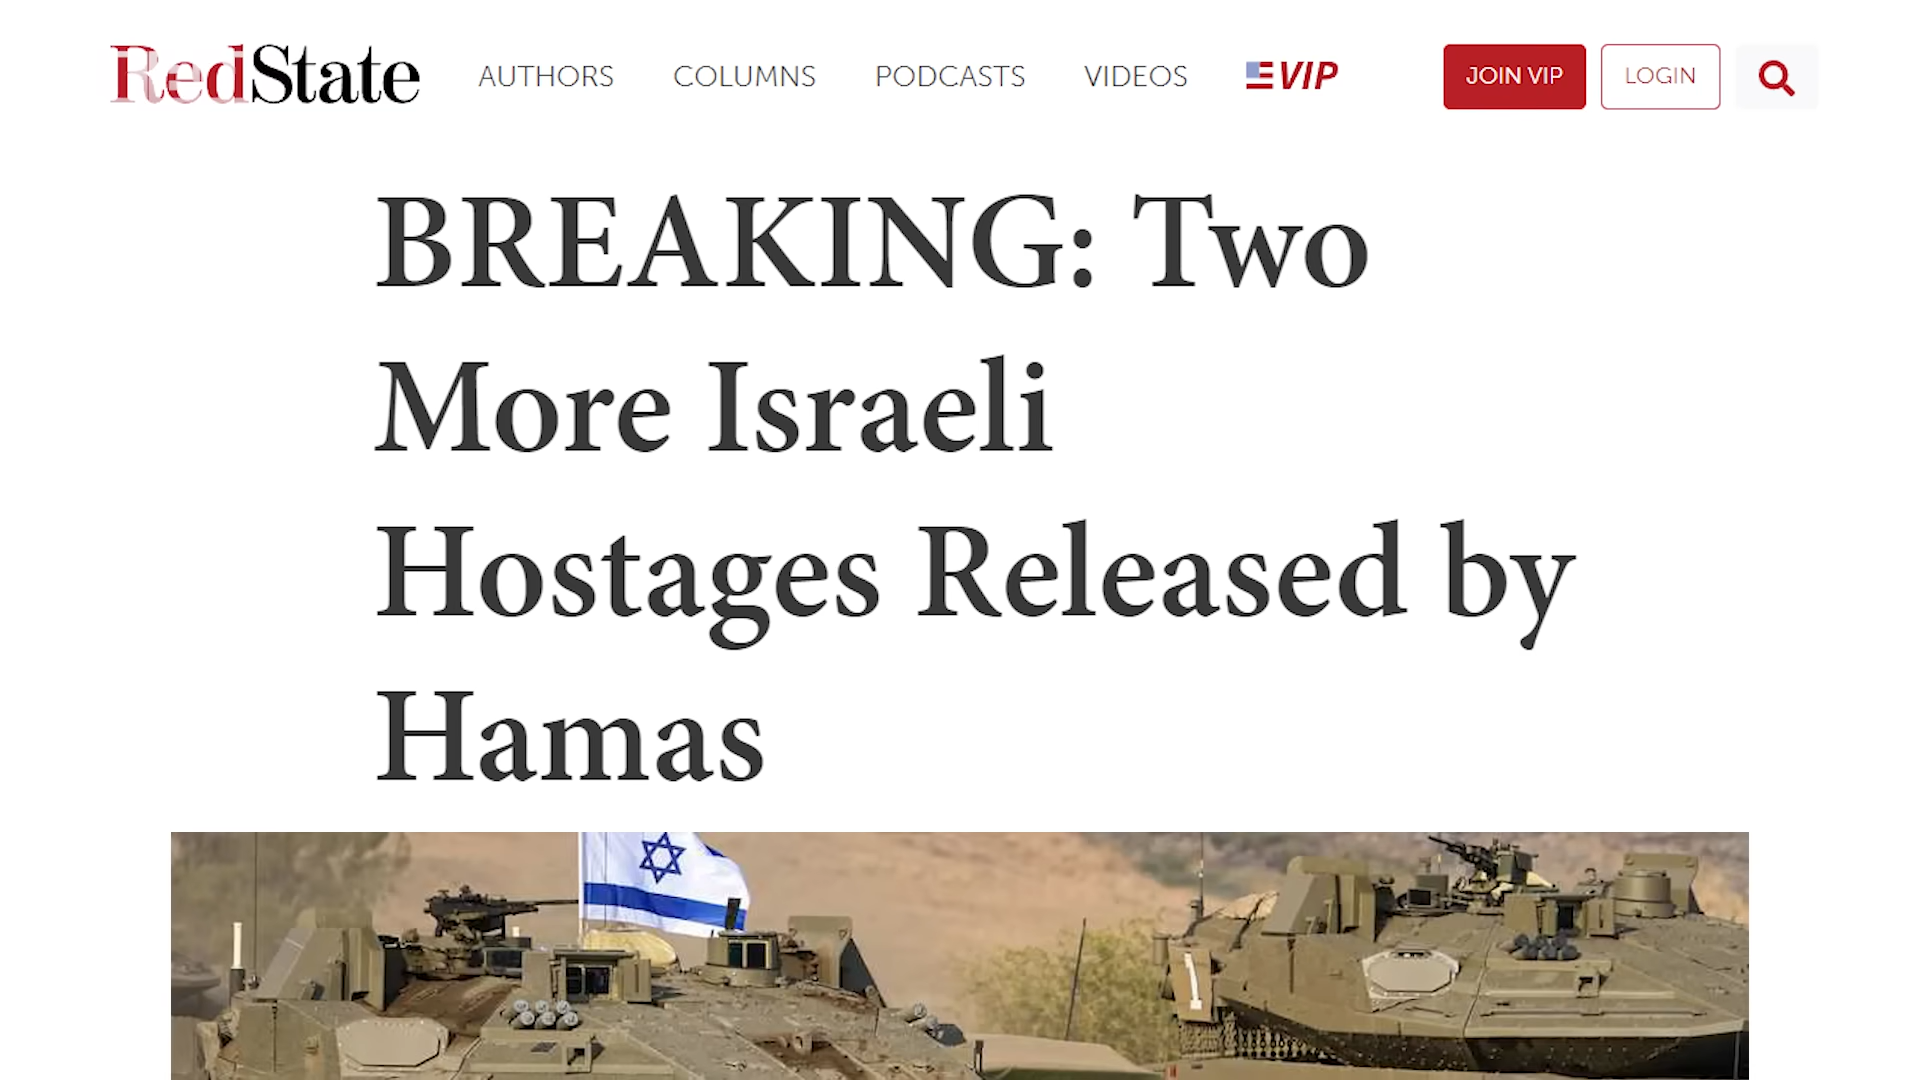 RedState AUTHORS COLUMNS PODCASTS VIDEOS VIP JOIN VIP LOGIN
BREAKING: Two
More Israeli
Hostages Released by
Hamas